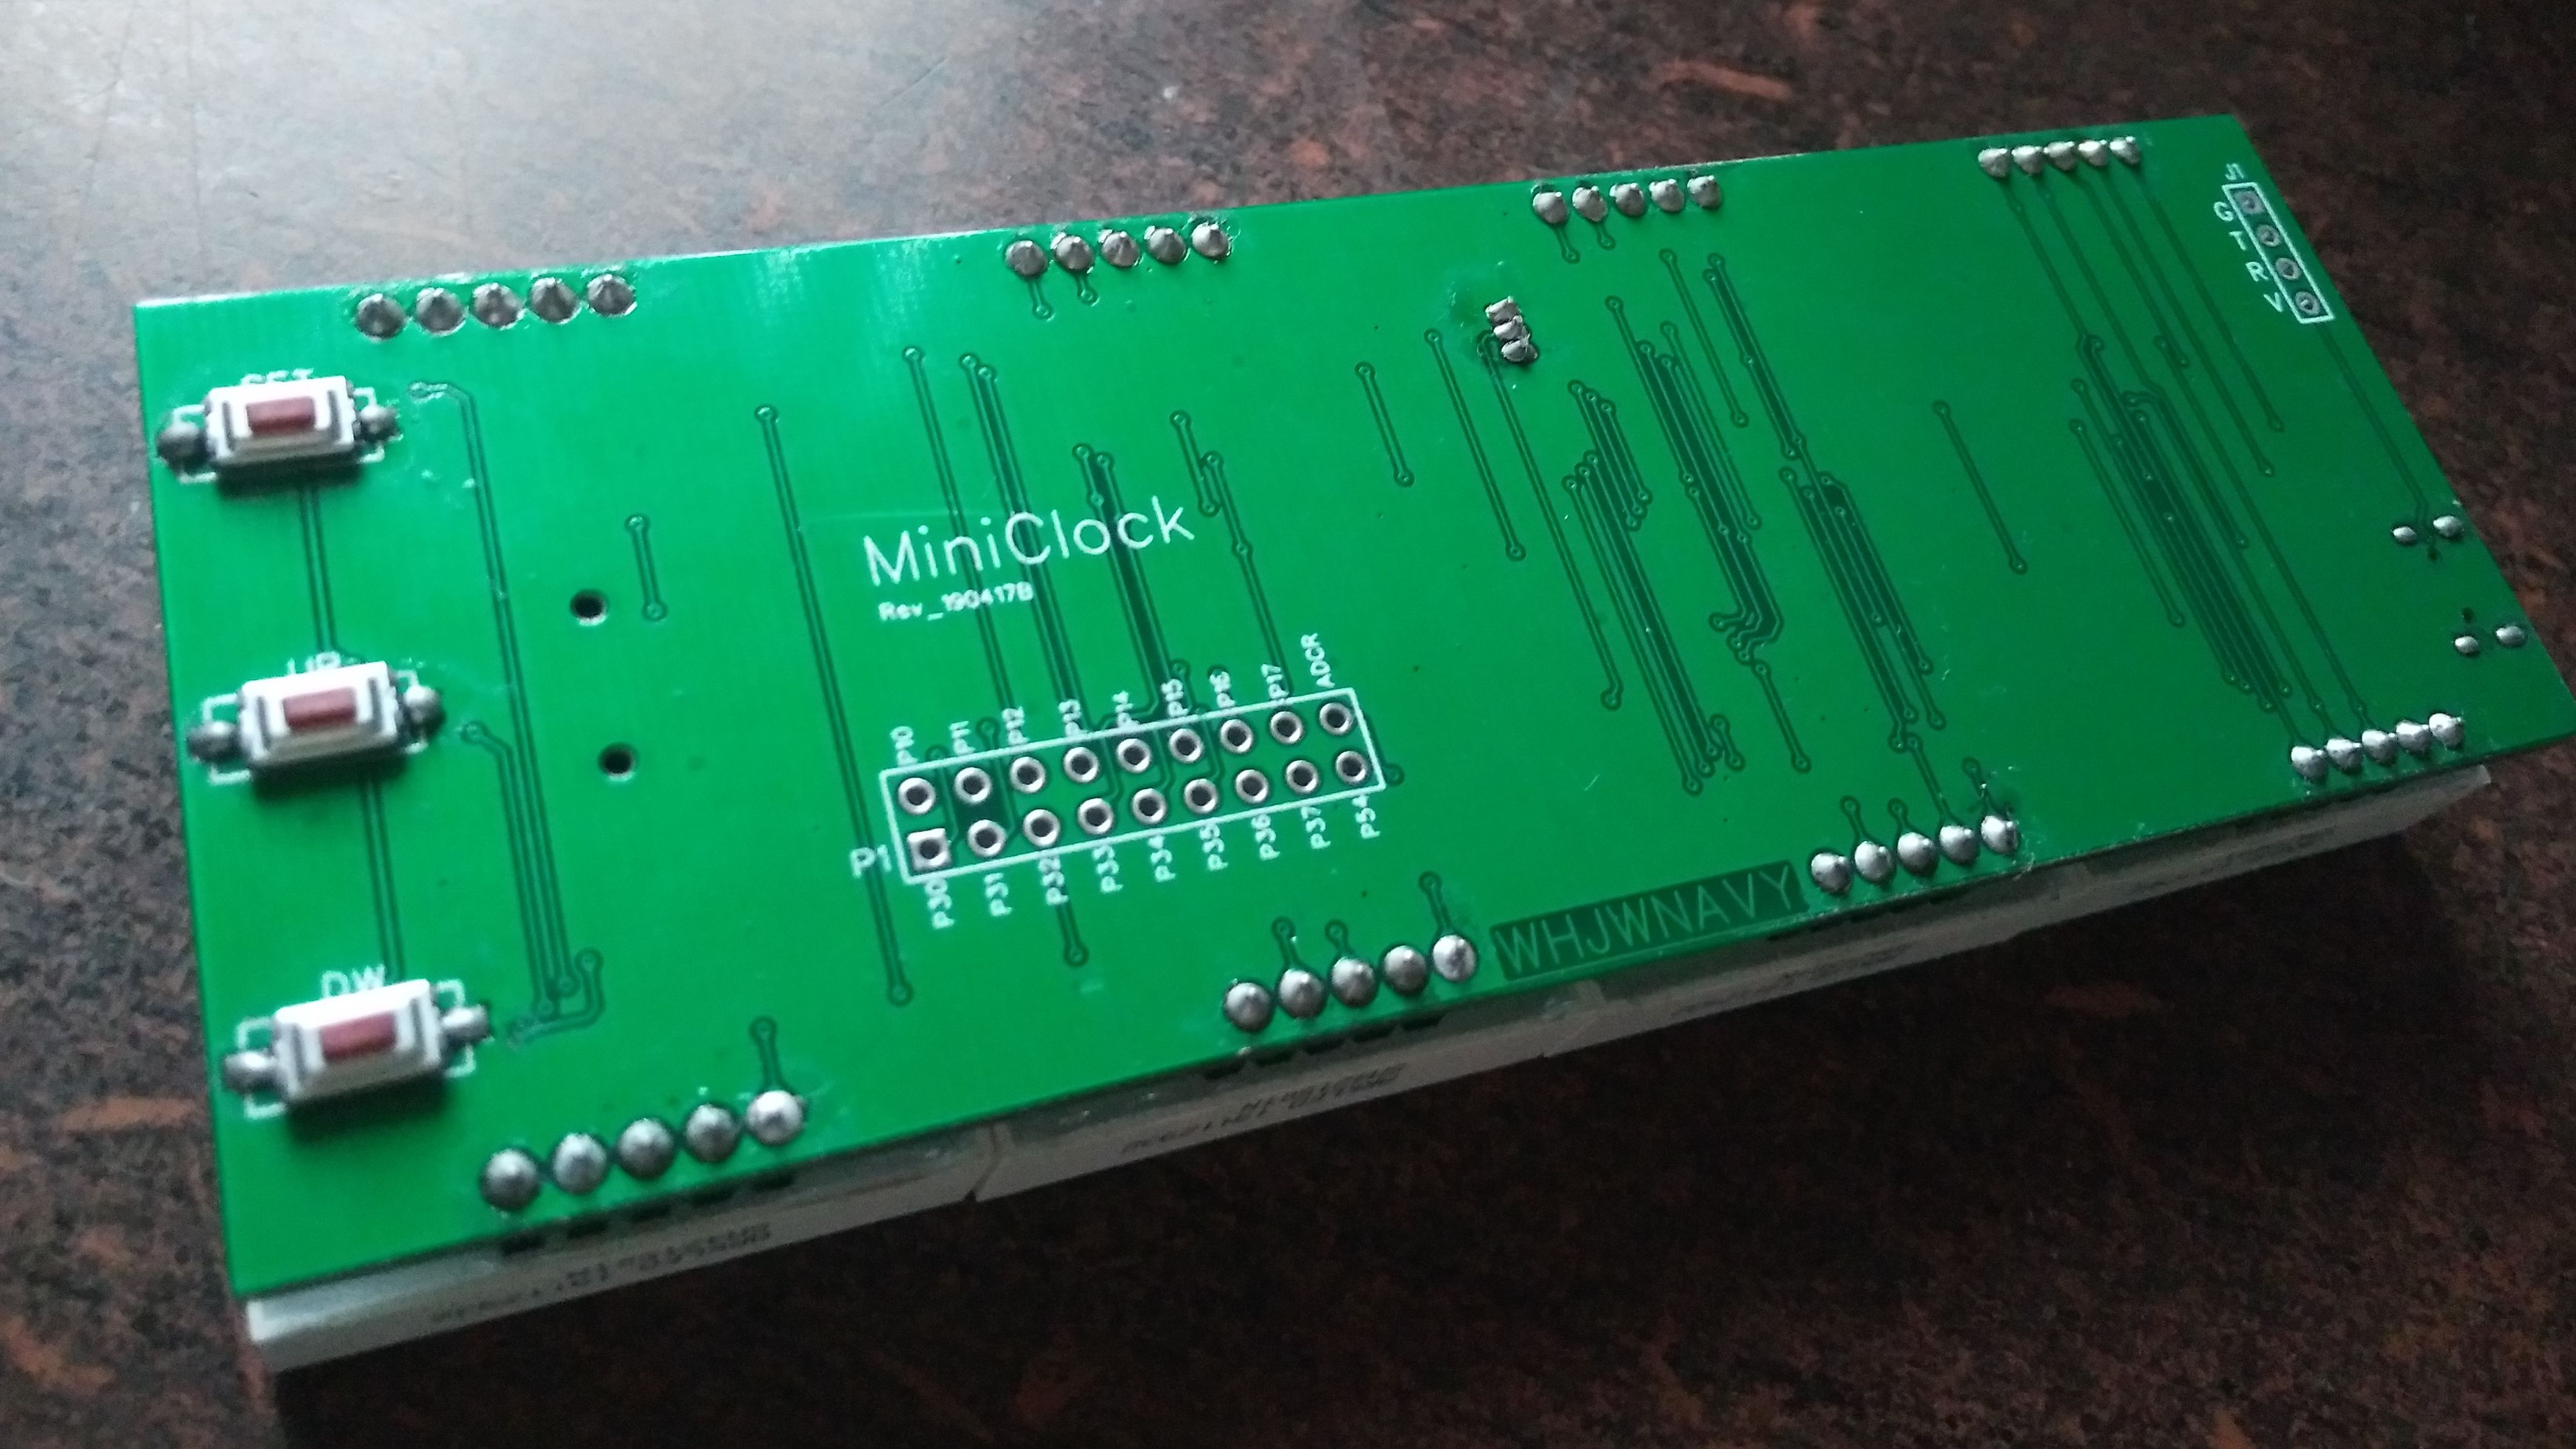 J1
G
T
R
V
SET
MiniClock
Rev_190417B
UP
P10 P11 P12 P13 P14 P15 P16 P17 ADCR
P1
P30 P31 P32 P33 P34 P35 P36 P37 P54
WHJWNAVY
DW